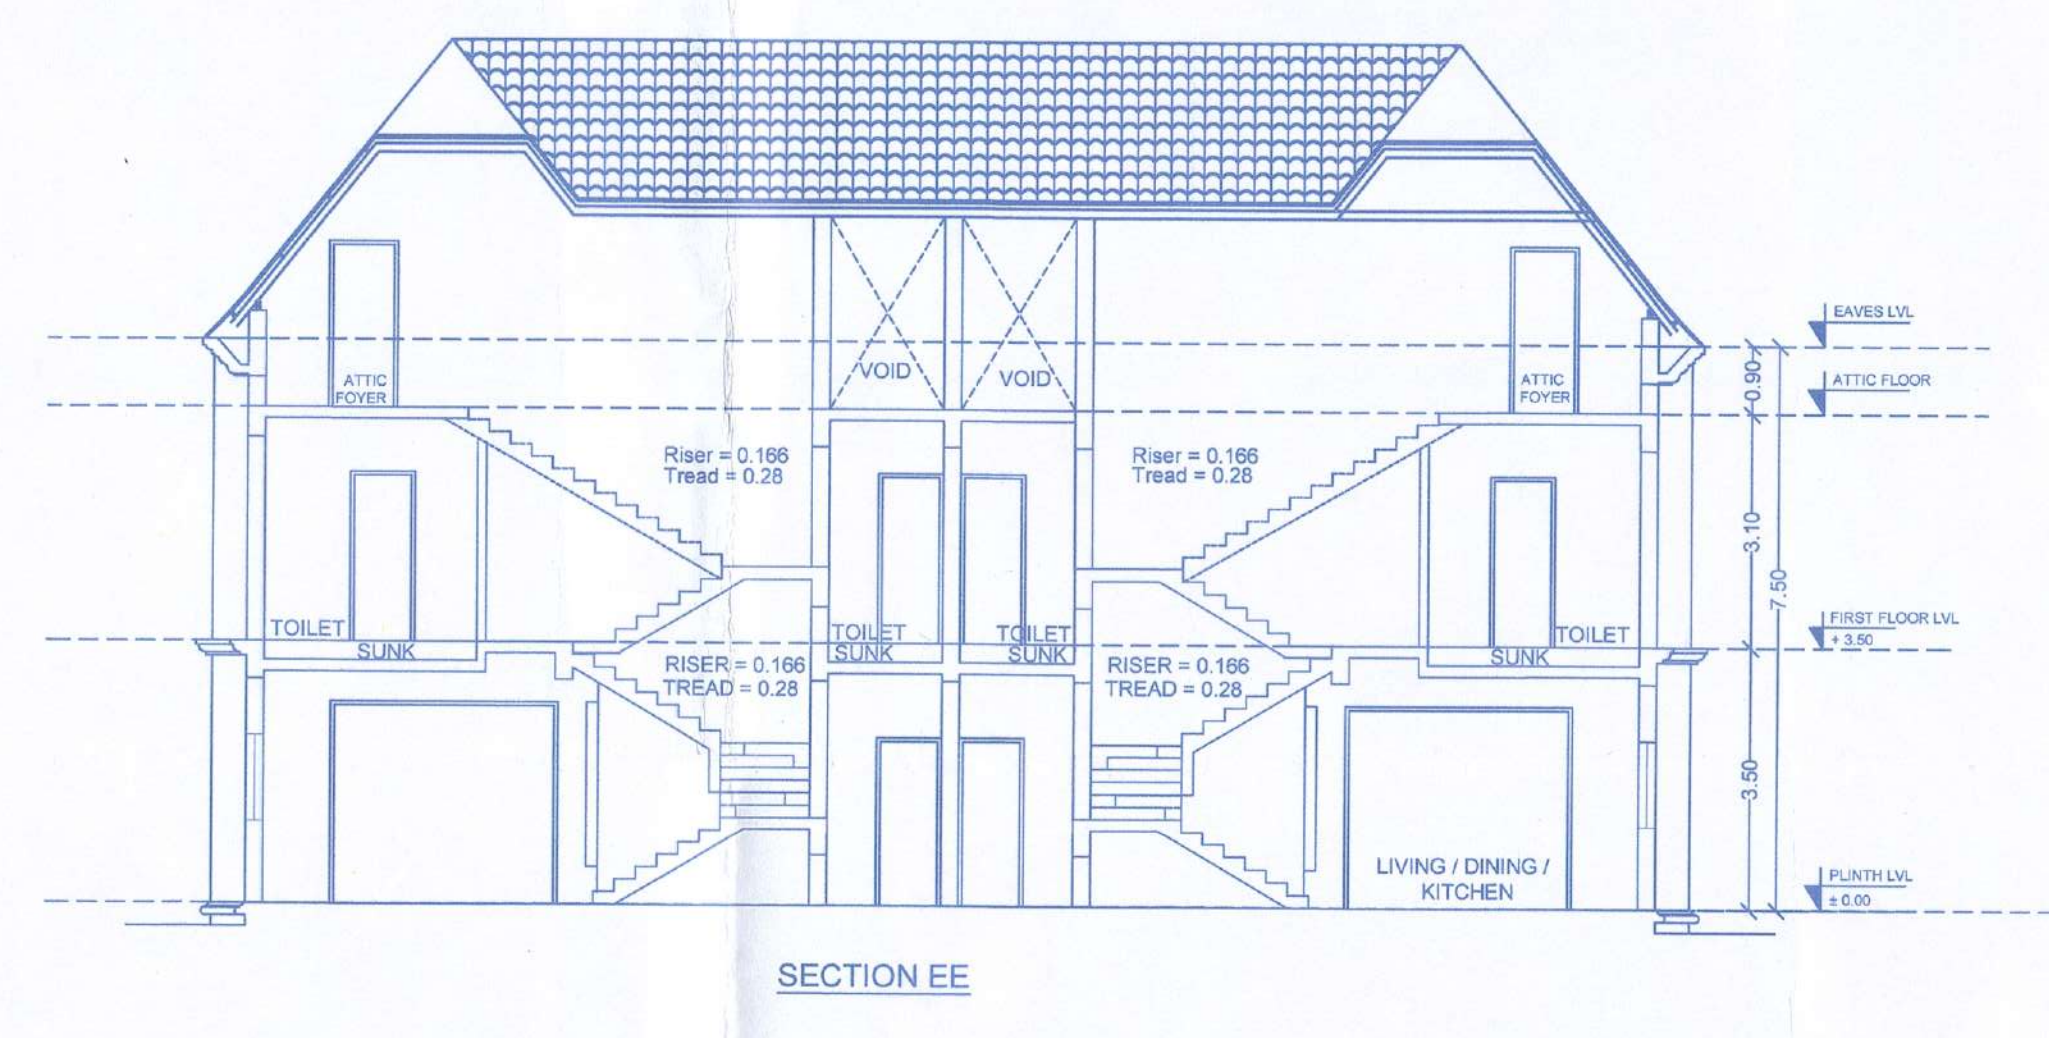 EAVES LVL
0.90
ATTIC FLOOR
VOID
VOID
ATTIC
FOYER
ATTIC
FOYER
Riser = 0.166
Tread = 0.28
Riser = 0.166
Tread = 0.28
3.10
7.50
TOILET
SUNK
TOILET
SUNK
TOILET
SUNK
TOILET
SUNK
FIRST FLOOR LVL
+ 3.50
RISER = 0.166
TREAD = 0.28
RISER = 0.166
TREAD = 0.28
3.50
LIVING / DINING /
KITCHEN
PLINTH LVL
± 0.00
SECTION EE